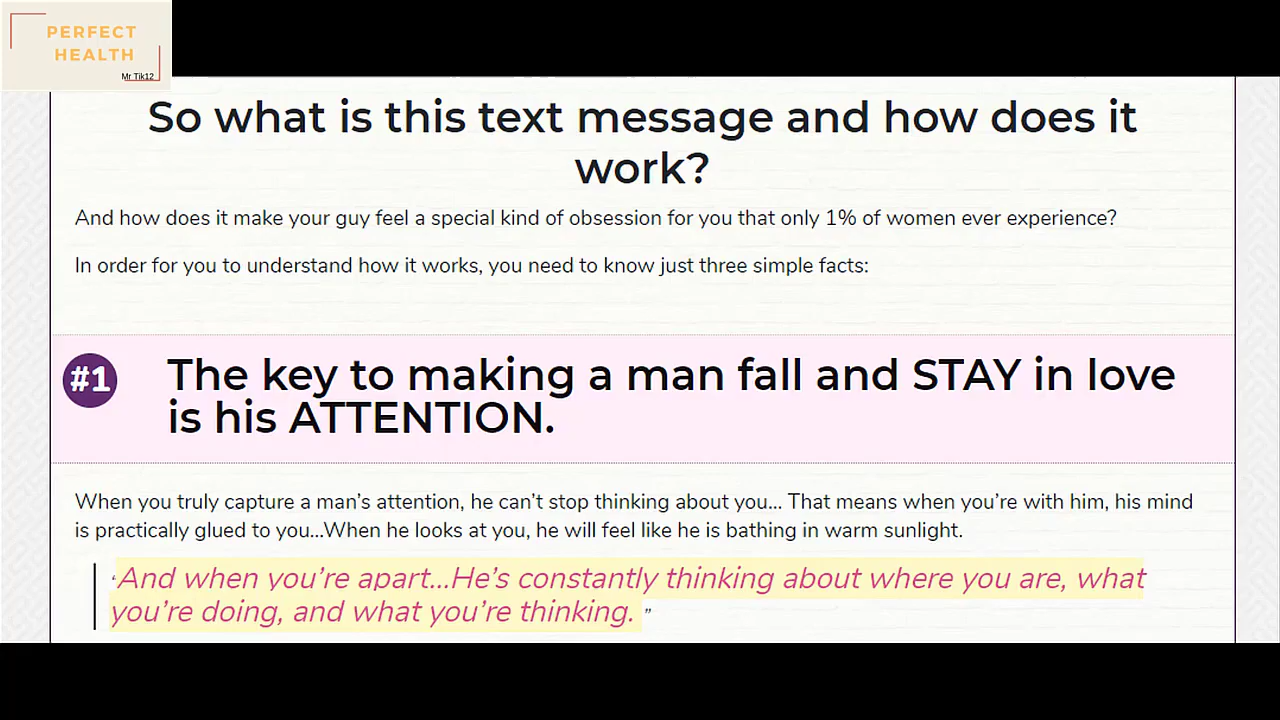 PERFECT
HEALTH
Mr Tik12
So what is this text message and how does it
work?
And how does it make your guy feel a special kind of obsession for you that only 1% of women ever experience?
In order for you to understand how it works, you need to know just three simple facts:
#1
The key to making a man fall and STAY in love
is his ATTENTION.
When you truly capture a man’s attention, he can’t stop thinking about you... That means when you’re with him, his mind
is practically glued to you...When he looks at you, he will feel like he is bathing in warm sunlight.
“And when you’re apart...He’s constantly thinking about where you are, what
you’re doing, and what you’re thinking. ”